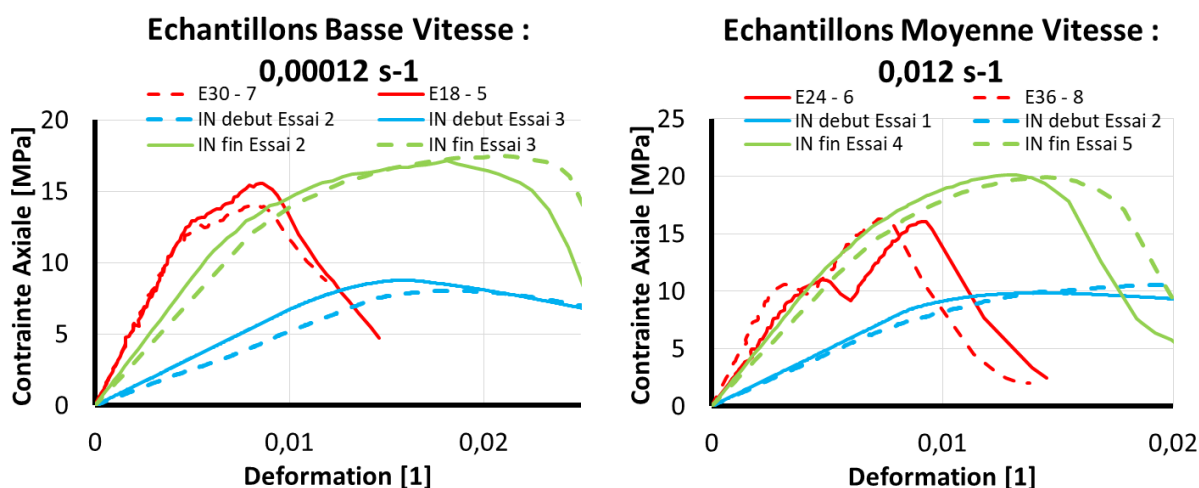 Echantillons Basse Vitesse :
0,00012 s-1
E30 - 7
E18 - 5
IN debut Essai 2
IN debut Essai 3
IN fin Essai 2
IN fin Essai 3
Contrainte Axiale [MPa]
20
15
10
5
0
0
0,01
0,02
Deformation [1]
Echantillons Moyenne Vitesse :
0,012 s-1
E24 - 6
E36 - 8
IN debut Essai 1
IN debut Essai 2
IN fin Essai 4
IN fin Essai 5
Contrainte Axiale [MPa]
25
20
15
10
5
0
0
0,01
0,02
Deformation [1]